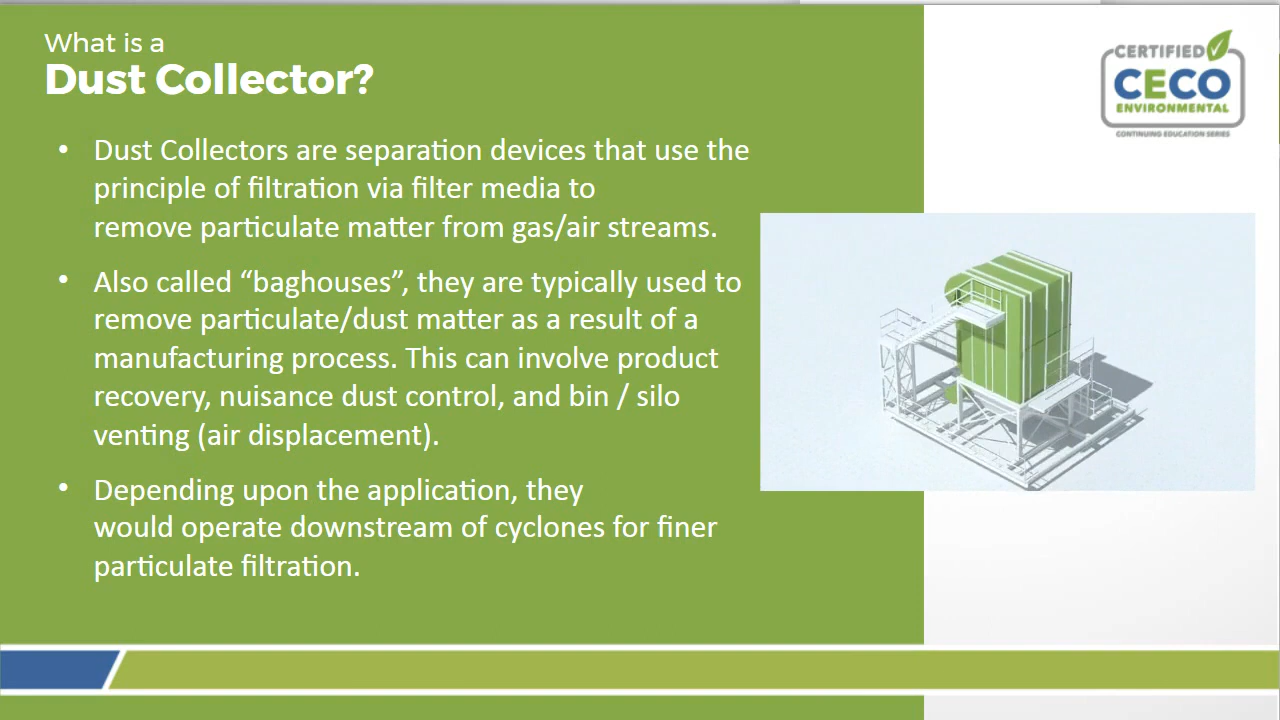 What is a
Dust Collector?
• Dust Collectors are separation devices that use the
principle of filtration via filter media to
remove particulate matter from gas/air streams.
• Also called “baghouses”, they are typically used to
remove particulate/dust matter as a result of a
manufacturing process. This can involve product
recovery, nuisance dust control, and bin / silo
venting (air displacement).
• Depending upon the application, they
would operate downstream of cyclones for finer
particulate filtration.
CERTIFIED
CECO
ENVIRONMENTAL
CONTINUING EDUCATION SERIES